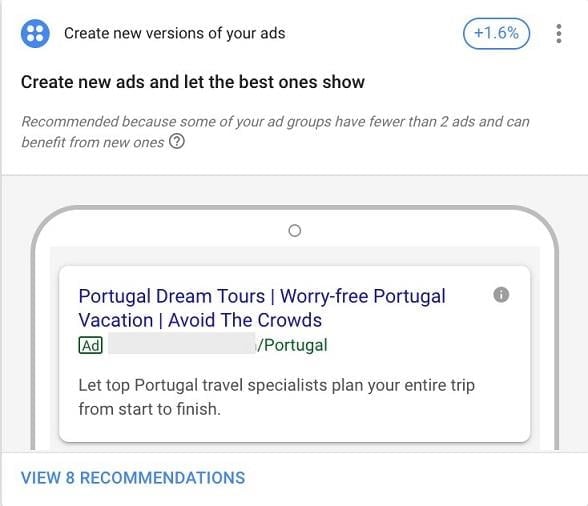 Create new versions of your ads
+1.6%
Create new ads and let the best ones show
Recommended because some of your ad groups have fewer than 2 ads and can
benefit from new ones ?
Portugal Dream Tours | Worry-free Portugal
Vacation | Avoid The Crowds
Ad /Portugal
Let top Portugal travel specialists plan your entire trip
from start to finish.
VIEW 8 RECOMMENDATIONS